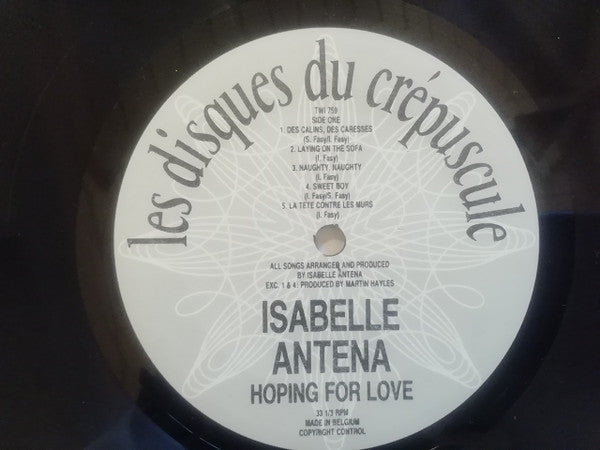 les disques du crépuscule
TWI 759
SIDE ONE
1. DES CALINS, DES CARESSES
(S. Fasy/I. Fasy)
2. LAYING ON THE SOFA
(I. Fasy)
3. NAUGHTY, NAUGHTY
(I. Fasy)
4. SWEET BOY
(I. Fasy/S. Fasy)
5. LA TETE CONTRE LES MURS
(I. Fasy)
ALL SONGS ARRANGED AND PRODUCED
BY ISABELLE ANTENA
EXC. 1 & 4: PRODUCED BY MARTIN HAYLES
ISABELLE
ANTENA
HOPING FOR LOVE
33 1/3 RPM
MADE IN BELGIUM
COPYRIGHT CONTROL